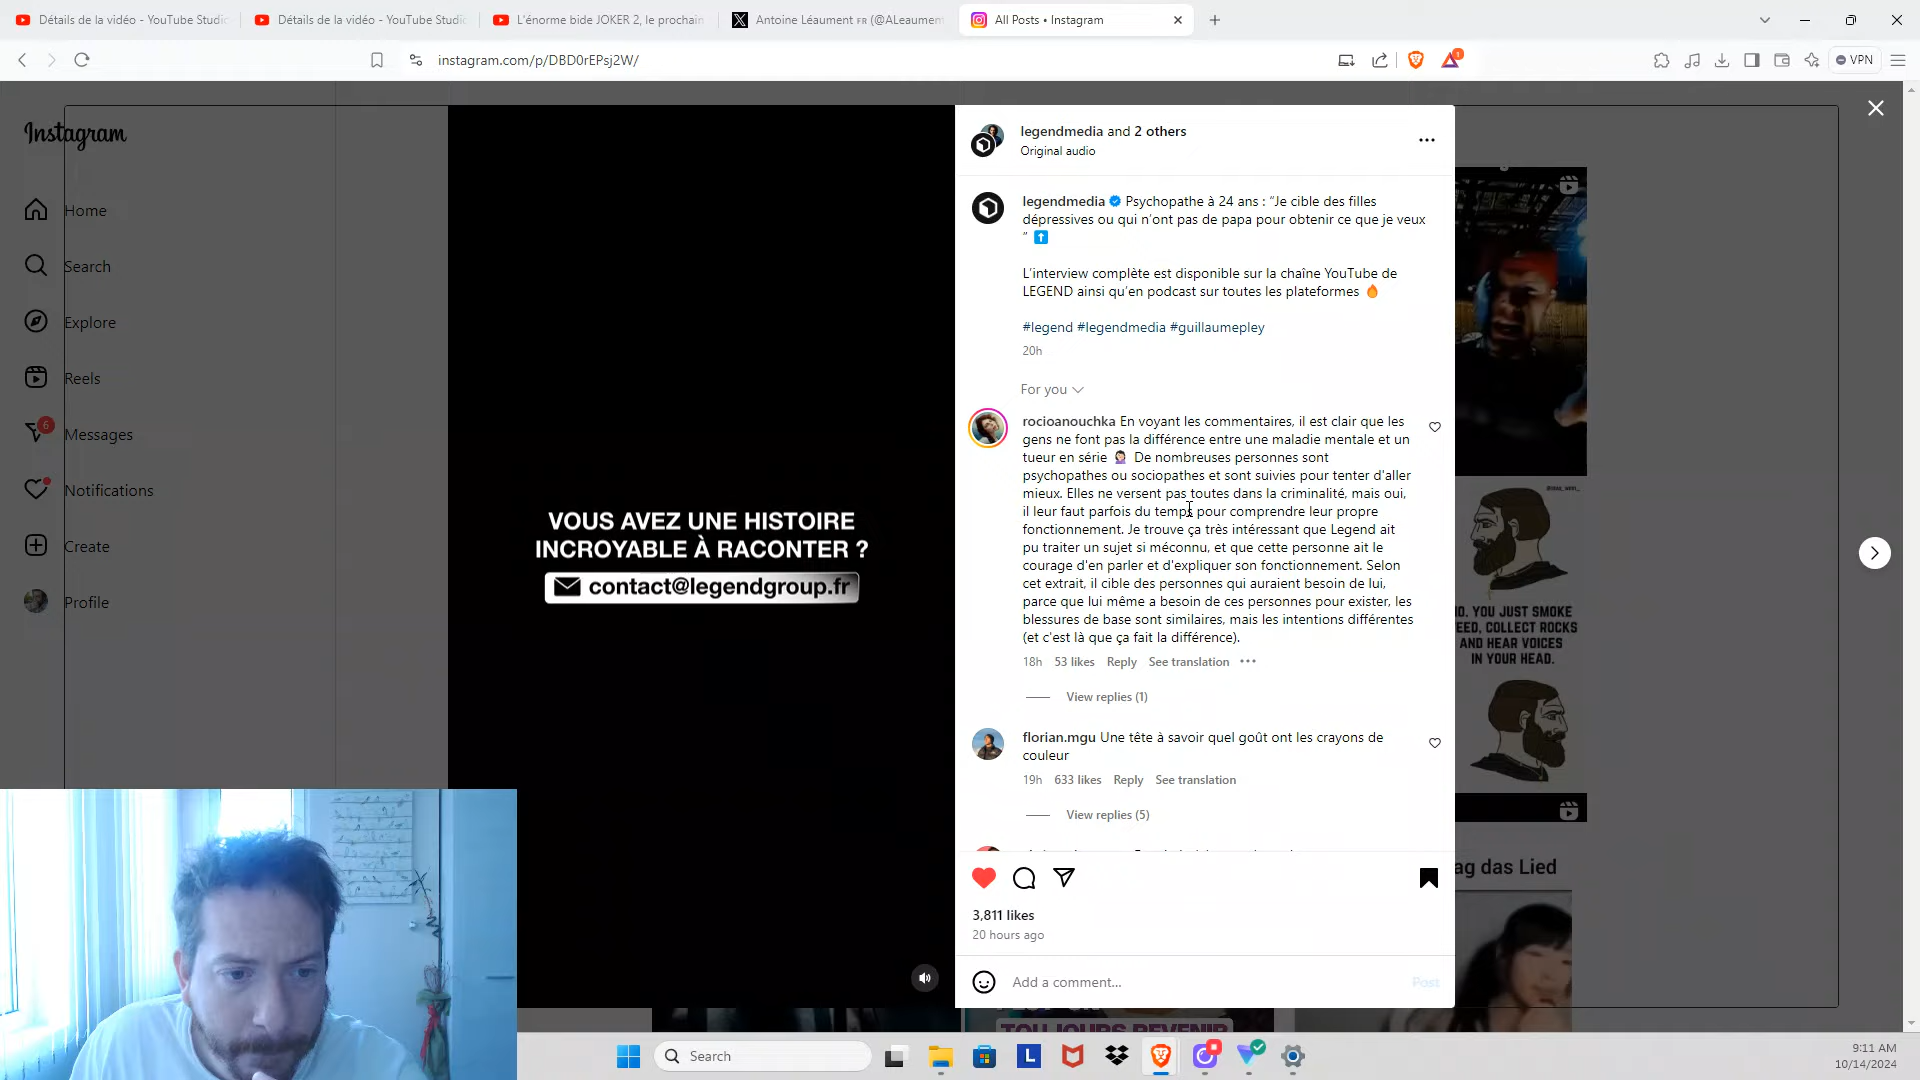 Détails de la vidéo - YouTube Studio
Détails de la vidéo - YouTube Studio
L'énorme bide JOKER 2, le prochain
Antoine Léaument FR (@ALeaument
All Posts • Instagram
instagram.com/p/DBD0rEPsj2W/
1
VPN
Instagram
Home
Search
Explore
Reels
6
Messages
Notifications
Create
Profile
VOUS AVEZ UNE HISTOIRE
INCROYABLE À RACONTER ?
contact@legendgroup.fr
legendmedia and 2 others
Original audio
legendmedia Psychopathe à 24 ans : “Je cible des filles
dépressives ou qui n’ont pas de papa pour obtenir ce que je veux
” ⬆️
L’interview complète est disponible sur la chaîne YouTube de
LEGEND ainsi qu’en podcast sur toutes les plateformes 🔥
#legend #legendmedia #guillaumepley
20h
For you
rocioanouchka En voyant les commentaires, il est clair que les
gens ne font pas la différence entre une maladie mentale et un
tueur en série 🤦🏻‍♀️ De nombreuses personnes sont
psychopathes ou sociopathes et sont suivies pour tenter d'aller
mieux. Elles ne versent pas toutes dans la criminalité, mais oui,
il leur faut parfois du temps pour comprendre leur propre
fonctionnement. Je trouve ça très intéressant que Legend ait
pu traiter un sujet si méconnu, et que cette personne ait le
courage d'en parler et d'expliquer son fonctionnement. Selon
cet extrait, il cible des personnes qui auraient besoin de lui,
parce que lui même a besoin de ces personnes pour exister, les
blessures de base sont similaires, mais les intentions différentes
(et c'est là que ça fait la différence).
18h 53 likes Reply See translation
View replies (1)
florian.mgu Une tête à savoir quel goût ont les crayons de
couleur
19h 633 likes Reply See translation
View replies (5)
3,811 likes
20 hours ago
Add a comment...
Post
O. YOU JUST SMOKE
EED, COLLECT ROCKS
AND HEAR VOICES
IN YOUR HEAD.
ag das Lied
TOUJOURS REVENIR
Search
L
9:11 AM
10/14/2024